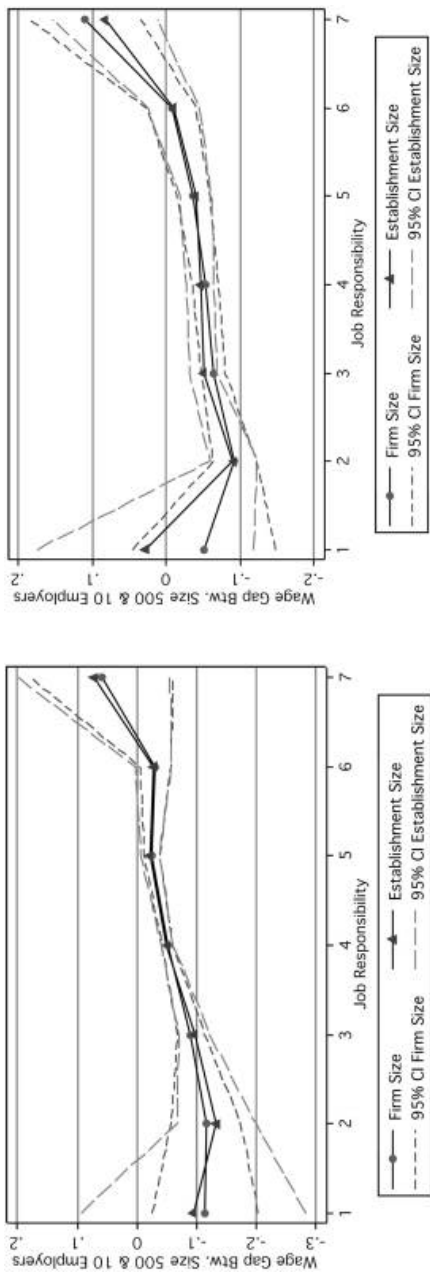 Wage Gap Btw. Size 500 & 10 Employers
.2
.1
0
-.1
-.2
-.3
1 2 3 4 5 6 7
Job Responsibility
Firm Size
Establishment Size
95% CI Firm Size
95% CI Establishment Size
Wage Gap Btw. Size 500 & 10 Employers
.2
.1
0
-.1
-.2
1 2 3 4 5 6 7
Job Responsibility
Firm Size
Establishment Size
95% CI Firm Size
95% CI Establishment Size